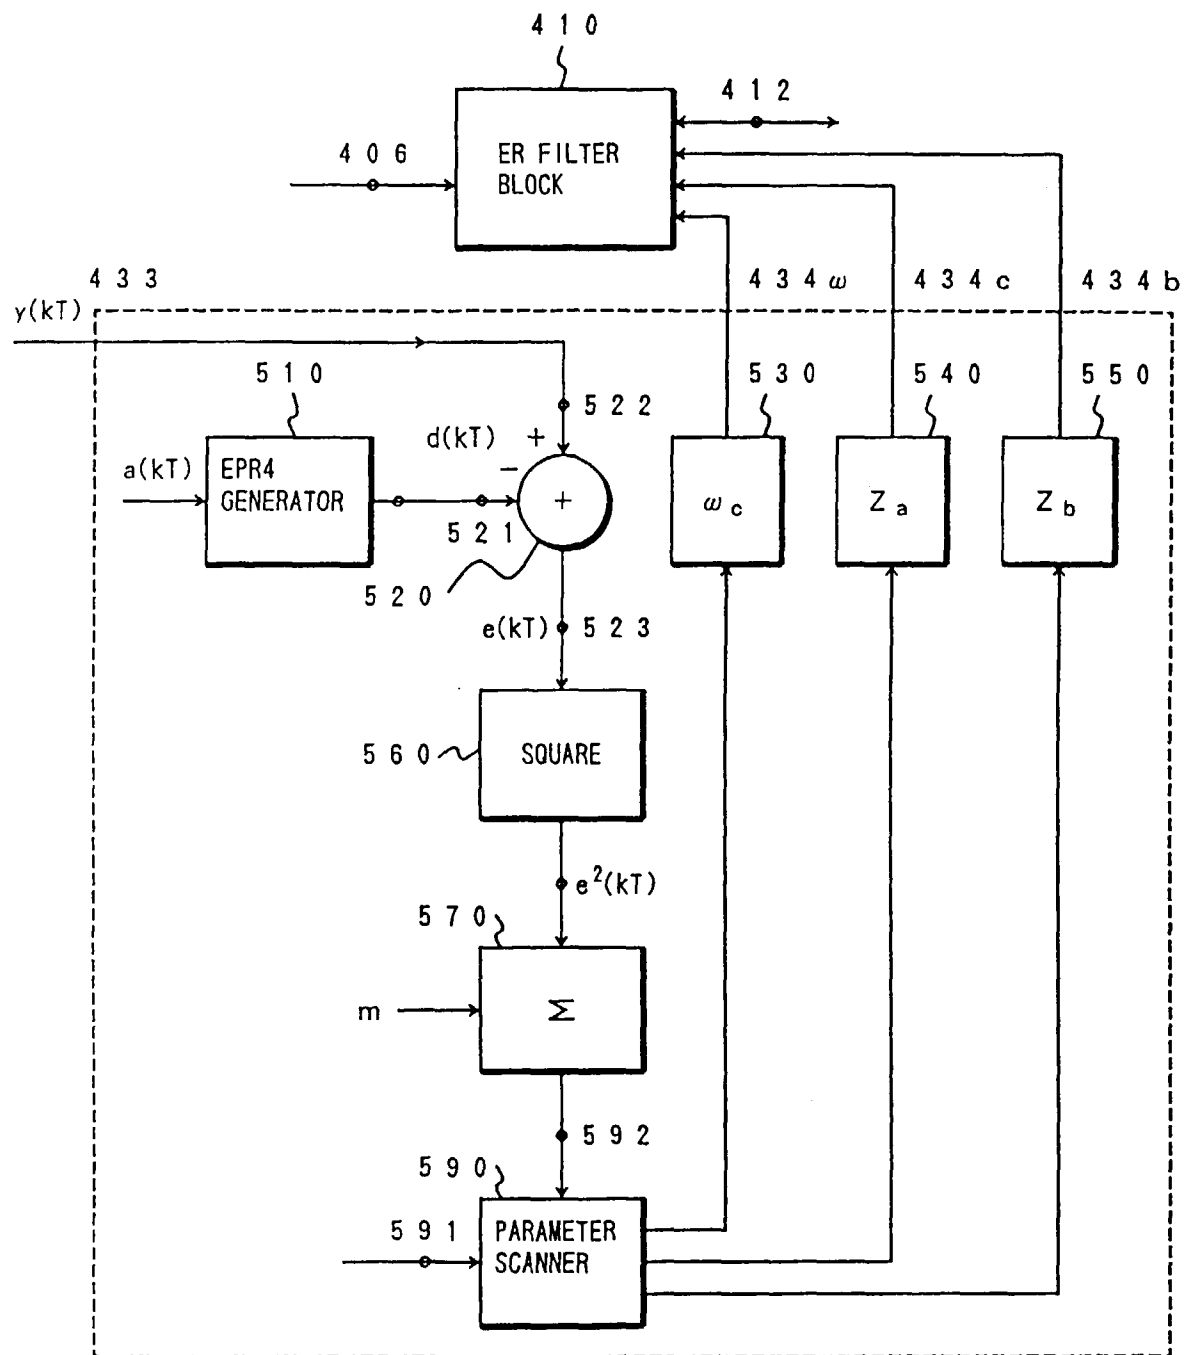 410
412
406
ER FILTER
BLOCK
433
434ω
434c
434b
y(kT)
510
522
530
540
550
d(kT)
+
−
a(kT)
EPR4
GENERATOR
+
ωc
Za
Zb
521
520
e(kT)
523
560
SQUARE
e²(kT)
570
m
Σ
592
590
591
PARAMETER
SCANNER